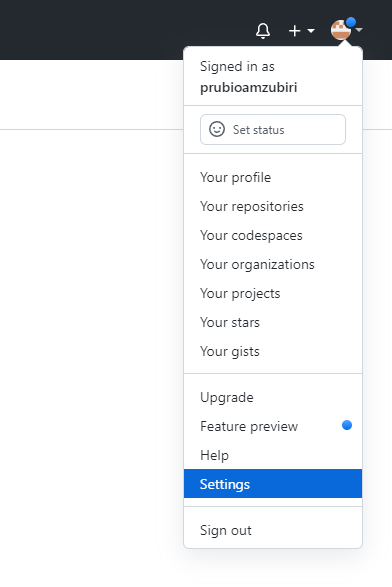 Signed in as
prubioamzubiri
Set status
Your profile
Your repositories
Your codespaces
Your organizations
Your projects
Your stars
Your gists
Upgrade
Feature preview
Help
Settings
Sign out